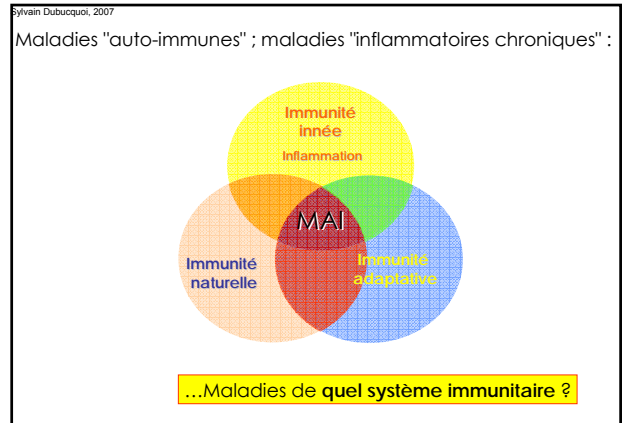 Sylvain Dubucquoi, 2007
Maladies "auto-immunes" ; maladies "inflammatoires chroniques" :
Immunité
innée
Inflammation
MAI
Immunité
naturelle
Immunité
adaptative
...Maladies de quel système immunitaire ?